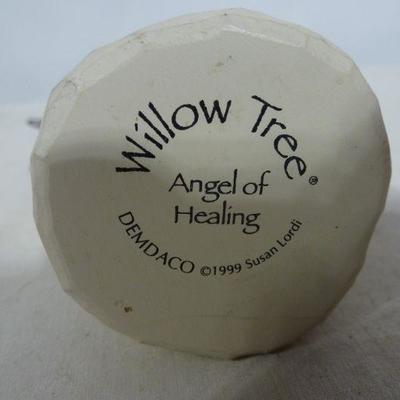 Willow Tree®
Angel of
Healing
DEMDACO ©1999 Susan Lordi